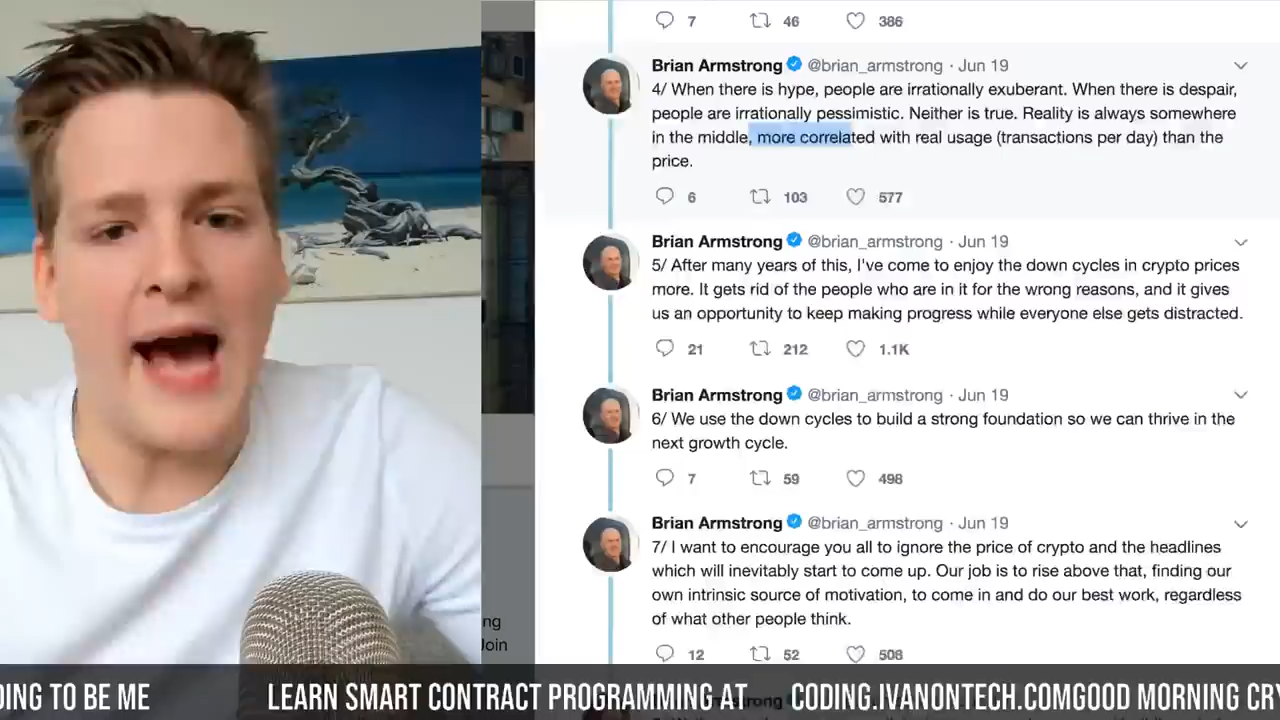 7 46 386
Brian Armstrong @brian_armstrong · Jun 19
4/ When there is hype, people are irrationally exuberant. When there is despair,
people are irrationally pessimistic. Neither is true. Reality is always somewhere
in the middle, more correlated with real usage (transactions per day) than the
price.
6 103 577
Brian Armstrong @brian_armstrong · Jun 19
5/ After many years of this, I've come to enjoy the down cycles in crypto prices
more. It gets rid of the people who are in it for the wrong reasons, and it gives
us an opportunity to keep making progress while everyone else gets distracted.
21 212 1.1K
Brian Armstrong @brian_armstrong · Jun 19
6/ We use the down cycles to build a strong foundation so we can thrive in the
next growth cycle.
7 59 498
Brian Armstrong @brian_armstrong · Jun 19
7/ I want to encourage you all to ignore the price of crypto and the headlines
which will inevitably start to come up. Our job is to rise above that, finding our
own intrinsic source of motivation, to come in and do our best work, regardless
of what other people think.
ng
Join
12 52 508
DING TO BE ME LEARN SMART CONTRACT PROGRAMMING AT CODING.IVANONTECH.COMGOOD MORNING CRY